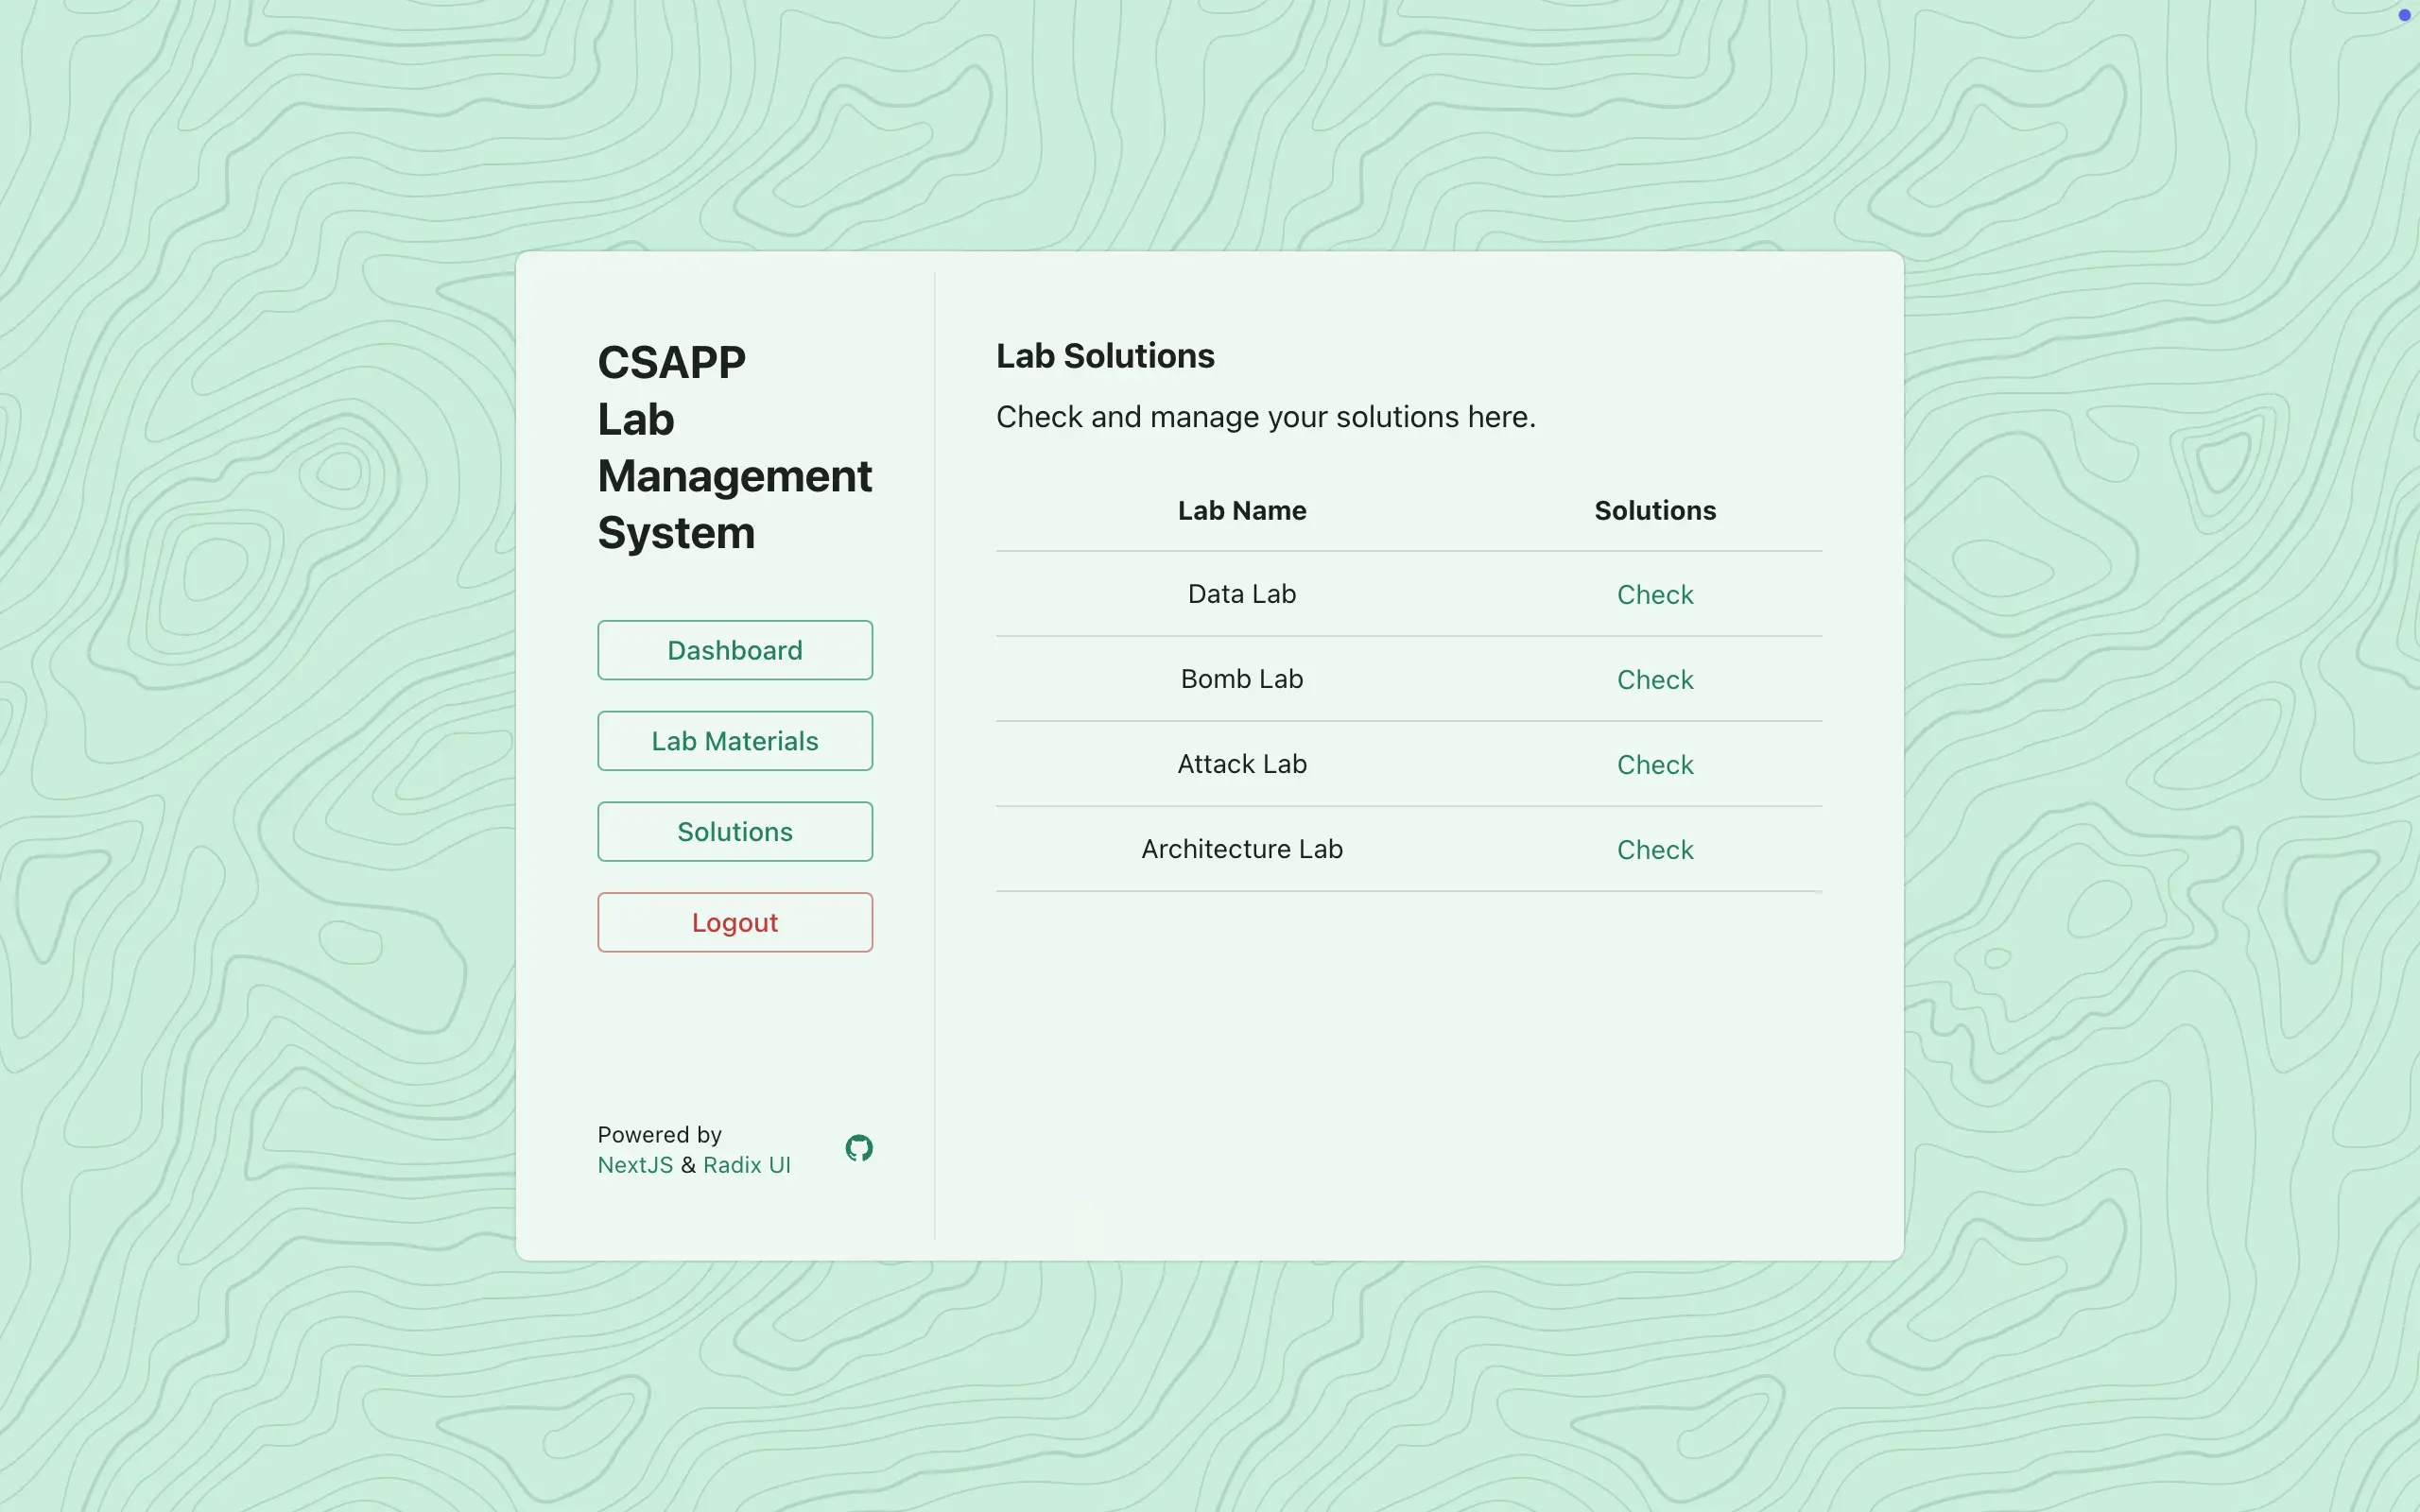 CSAPP
Lab
Management
System
Dashboard
Lab Materials
Solutions
Logout
Powered by
NextJS & Radix UI
Lab Solutions
Check and manage your solutions here.
Lab Name Solutions
Data Lab Check
Bomb Lab Check
Attack Lab Check
Architecture Lab Check